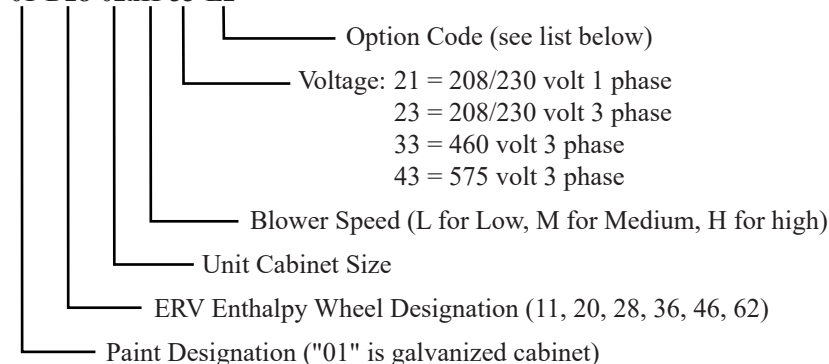 Option Code (see list below)
Voltage: 21 = 208/230 volt 1 phase
23 = 208/230 volt 3 phase
33 = 460 volt 3 phase
43 = 575 volt 3 phase
Blower Speed (L for Low, M for Medium, H for high)
Unit Cabinet Size
ERV Enthalpy Wheel Designation (11, 20, 28, 36, 46, 62)
Paint Designation ("01" is galvanized cabinet)